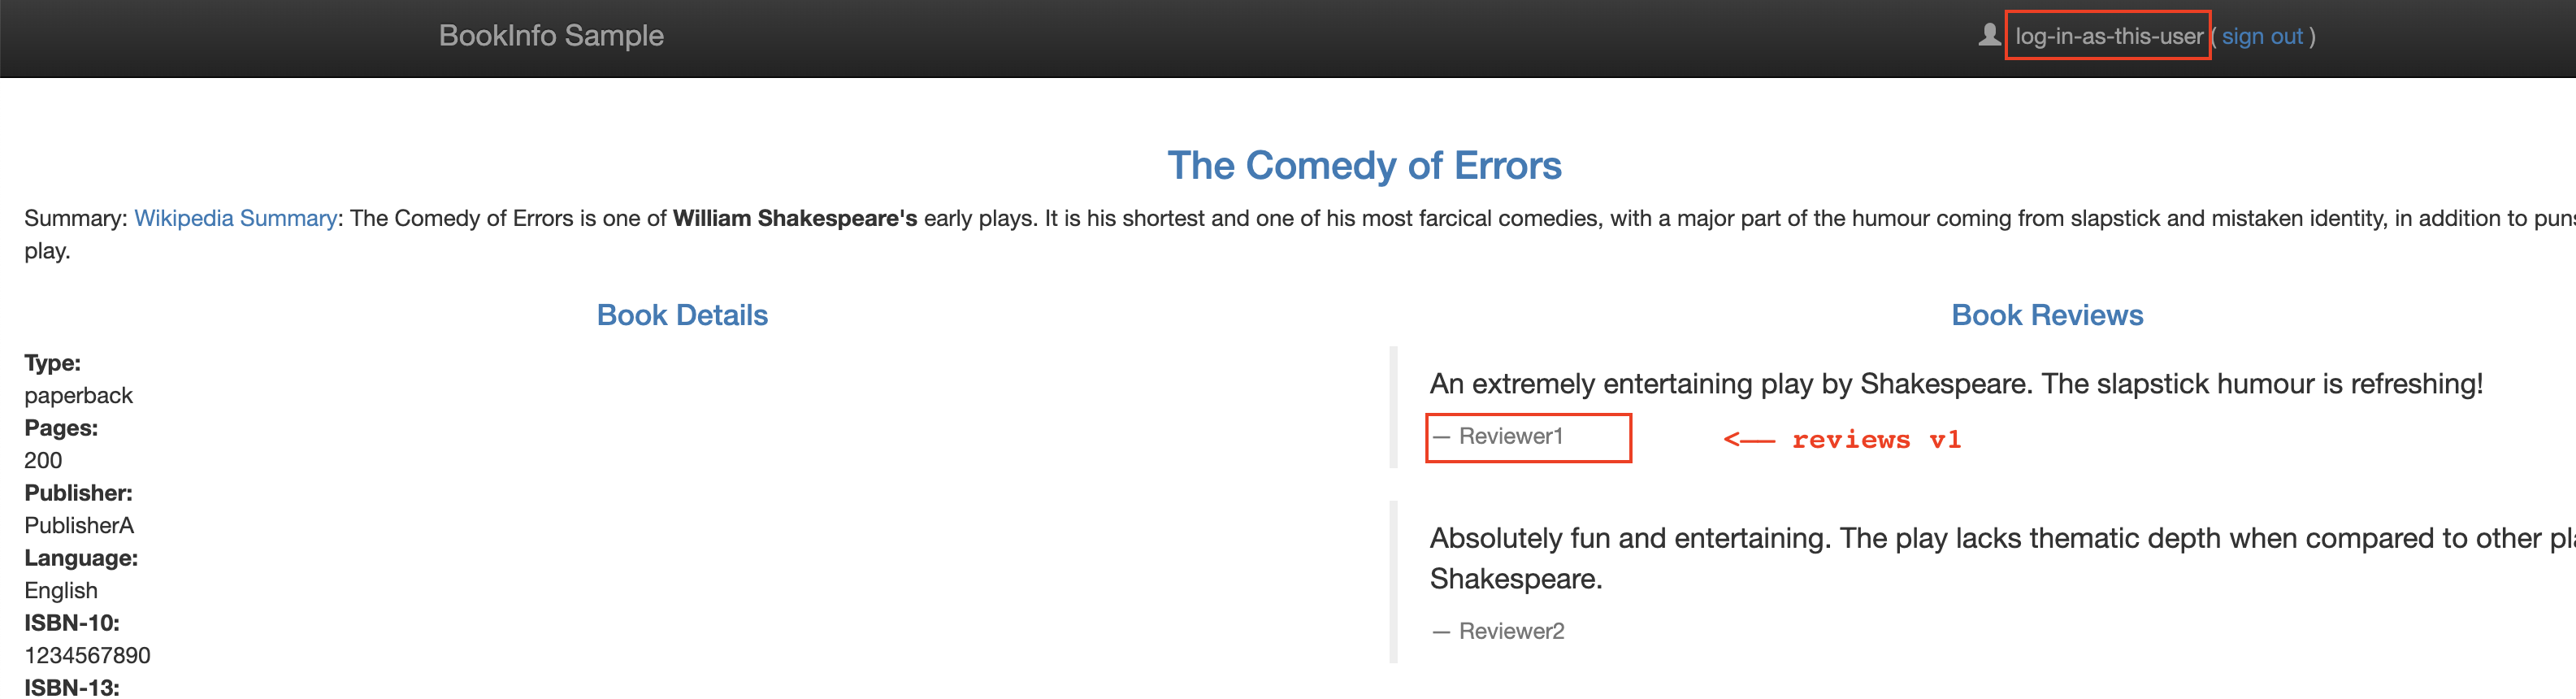 BookInfo Sample
log-in-as-this-user ( sign out )
The Comedy of Errors
Summary: Wikipedia Summary: The Comedy of Errors is one of William Shakespeare's early plays. It is his shortest and one of his most farcical comedies, with a major part of the humour coming from slapstick and mistaken identity, in addition to
play.
Book Details
Type:
paperback
Pages:
200
Publisher:
PublisherA
Language:
English
ISBN-10:
1234567890
ISBN-13:
Book Reviews
An extremely entertaining play by Shakespeare. The slapstick humour is refreshing!
— Reviewer1
<—— reviews v1
Absolutely fun and entertaining. The play lacks thematic depth when compared to other
Shakespeare.
— Reviewer2